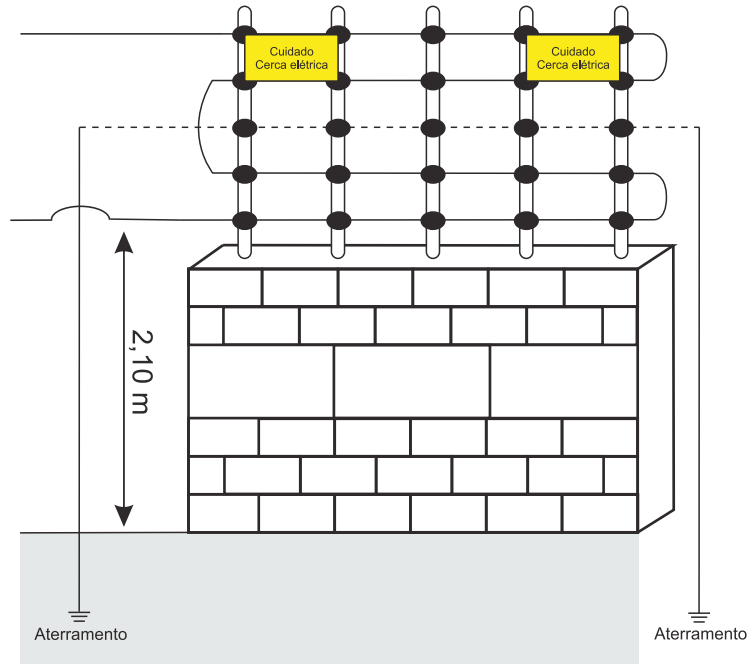 Cuidado
Cerca elétrica
Cuidado
Cerca elétrica
2,10 m
Aterramento
Aterramento